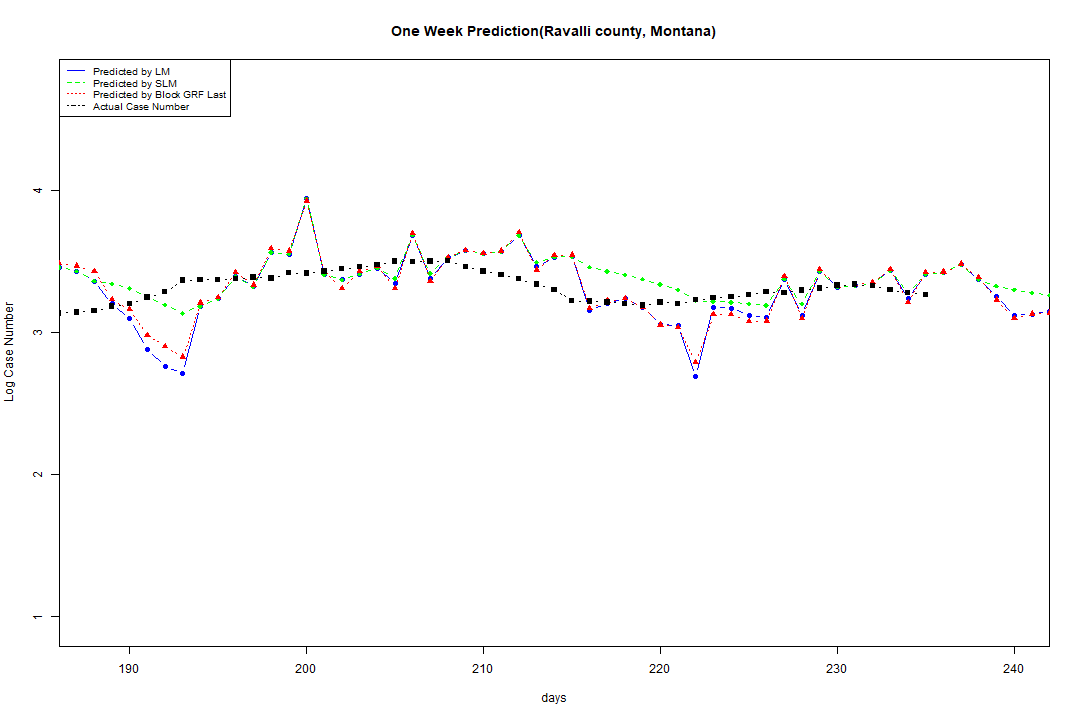 One Week Prediction(Ravalli county, Montana)
Predicted by LM
Predicted by SLM
Predicted by Block GRF Last
Actual Case Number
4
3
2
1
Log Case Number
190 200 210 220 230 240
days